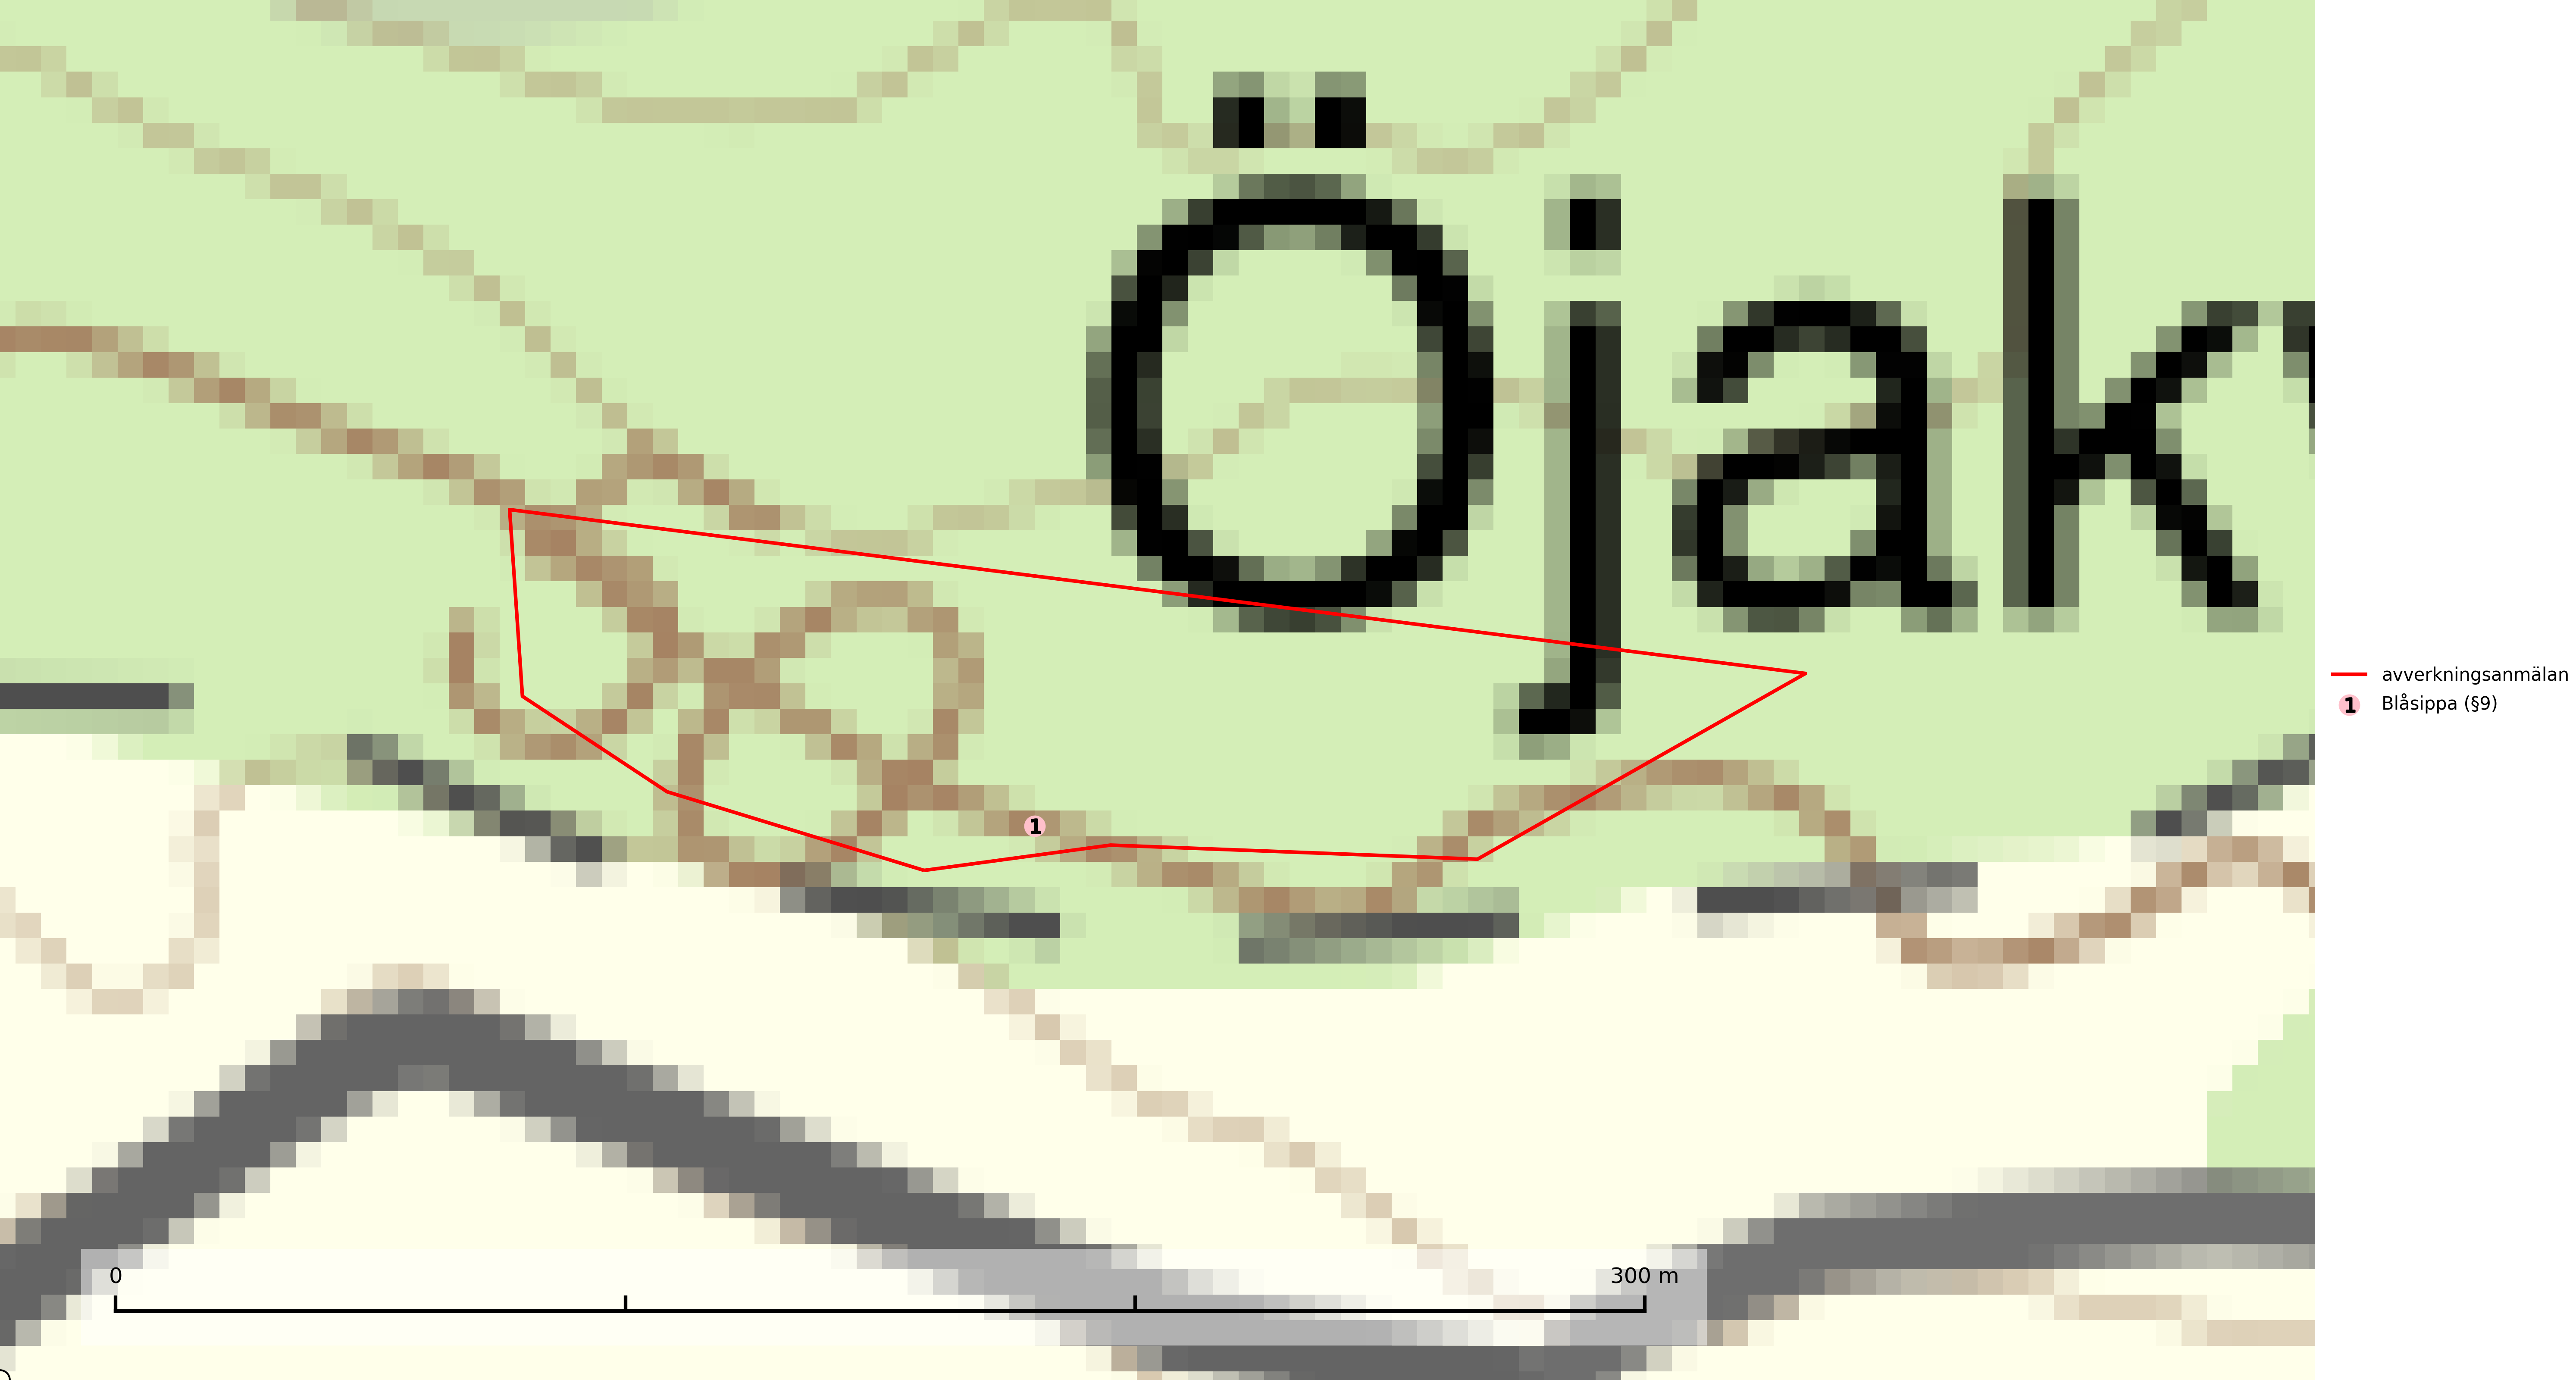 Öjak
1
0
300 m
avverkningsanmälan
1 Blåsippa (§9)